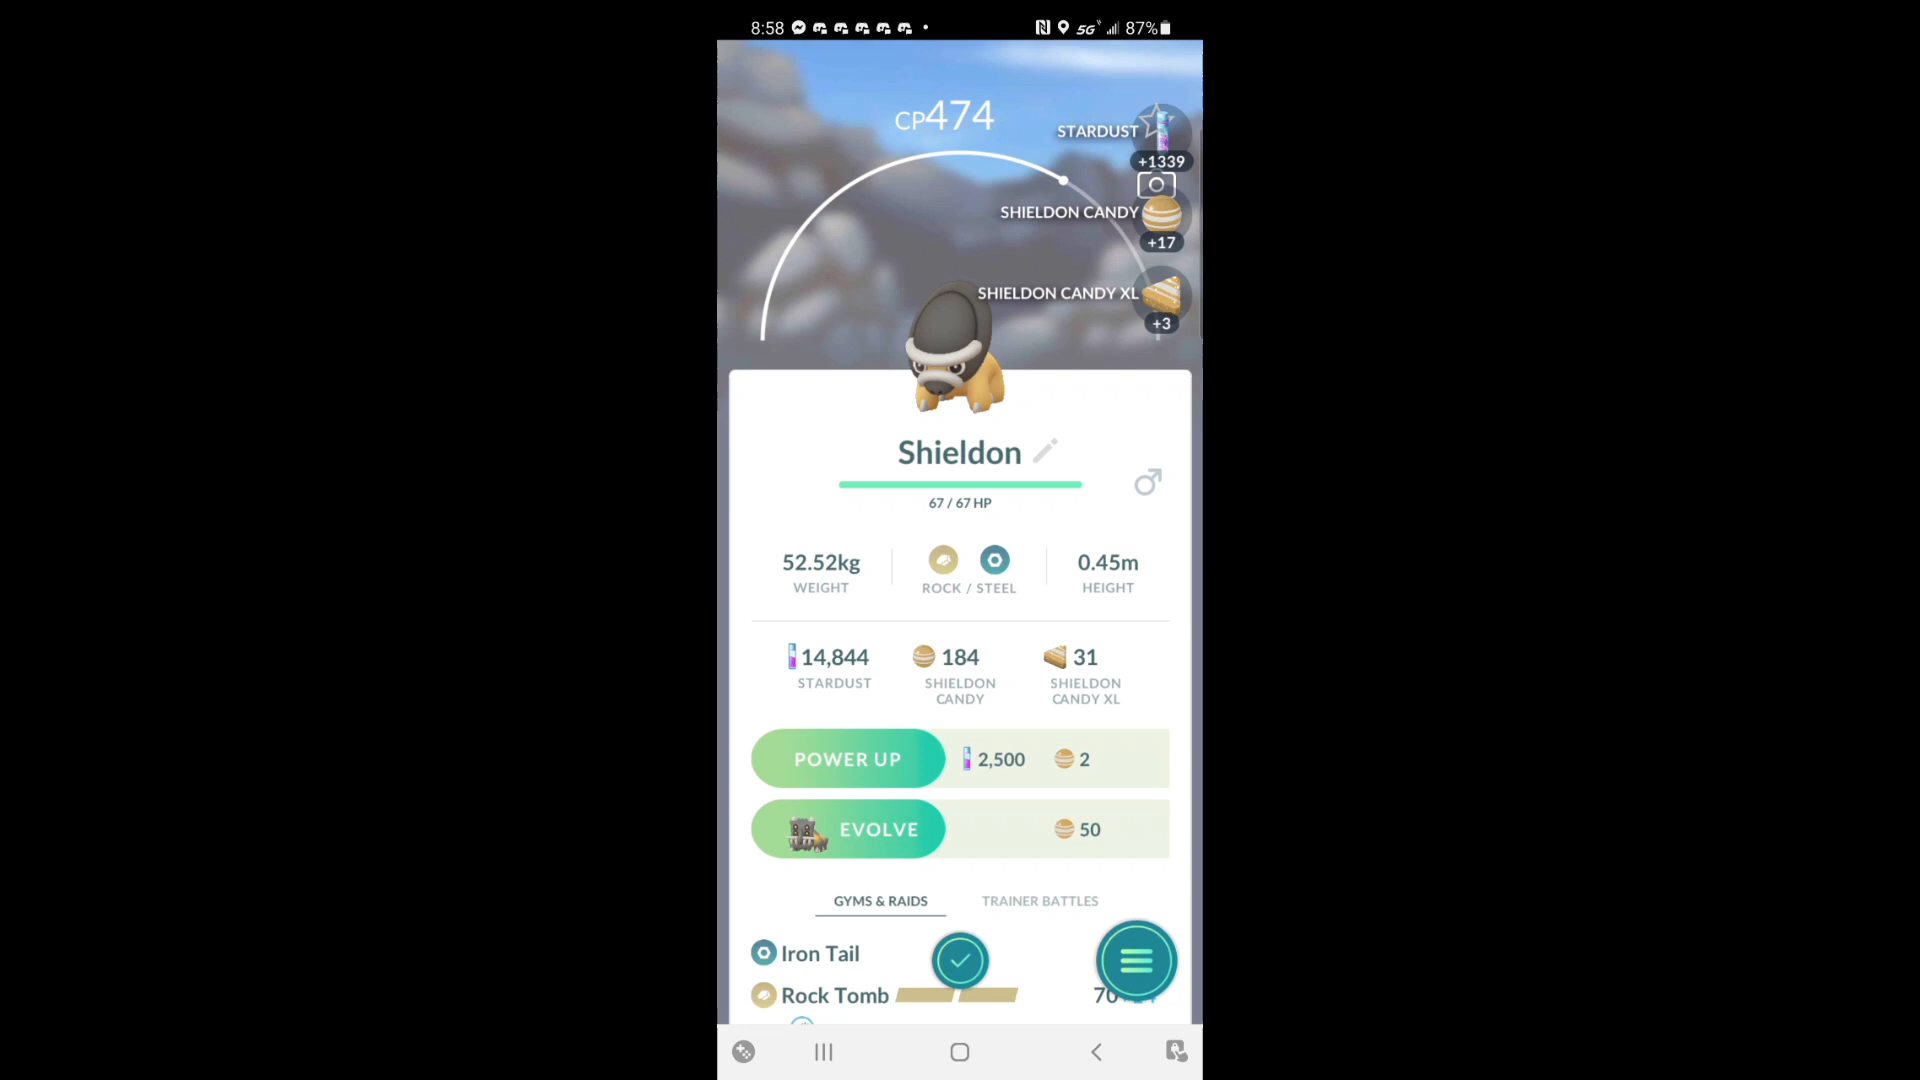 8:58 5G 87%
CP474
STARDUST
+1339
SHIELDON CANDY
+17
SHIELDON CANDY XL
+3
Shieldon
67 / 67 HP
52.52kg
WEIGHT
ROCK / STEEL
0.45m
HEIGHT
14,844
STARDUST
184
SHIELDON
CANDY
31
SHIELDON
CANDY XL
POWER UP 2,500 2
EVOLVE 50
GYMS & RAIDS TRAINER BATTLES
Iron Tail
Rock Tomb 70